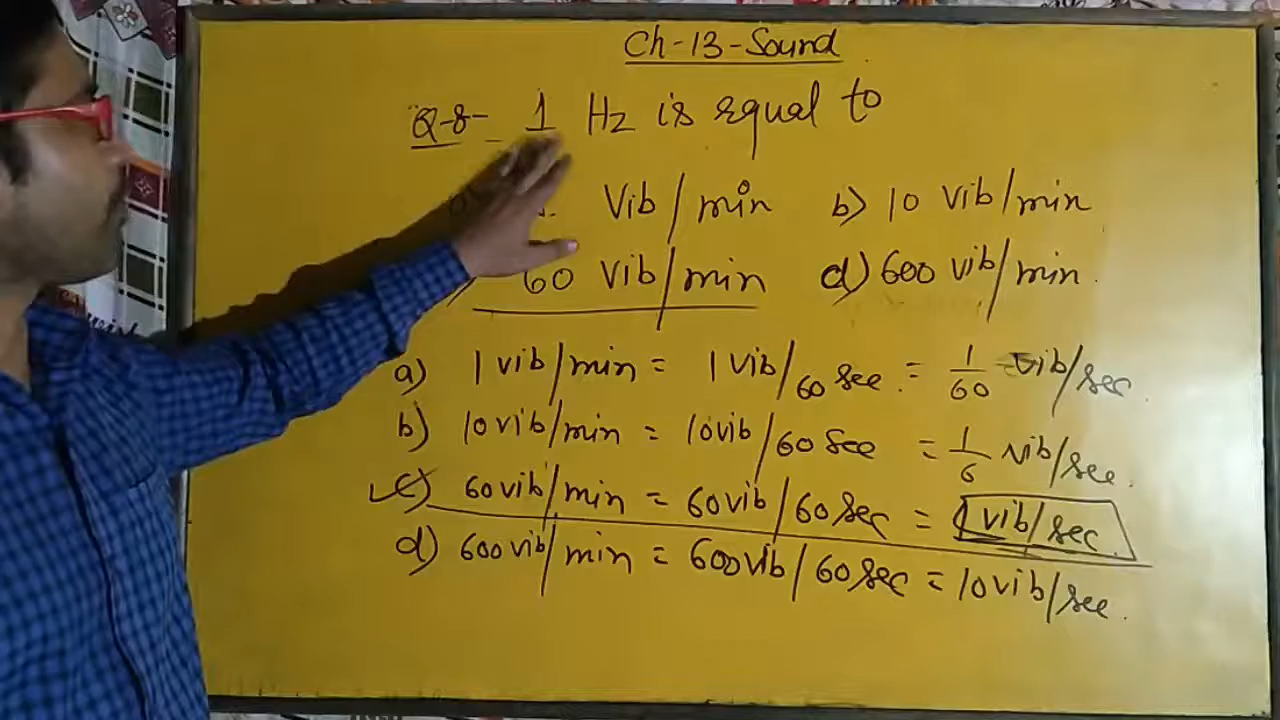 Ch-13-Sound
Q-8- 1 Hz is equal to
Vib/min b) 10 Vib/min
60 Vib/min d) 600 Vib/min.
a) 1 vib/min = 1 Vib/60 sec = 1/60 vib/sec.
b) 10 vib/min = 10 vib/60 Sec = 1/6 vib/sec.
c) 60 vib/min = 60 vib/60 sec = 1 vib/sec.
d) 600 vib/min = 600 vib/60 sec = 10 vib/sec.